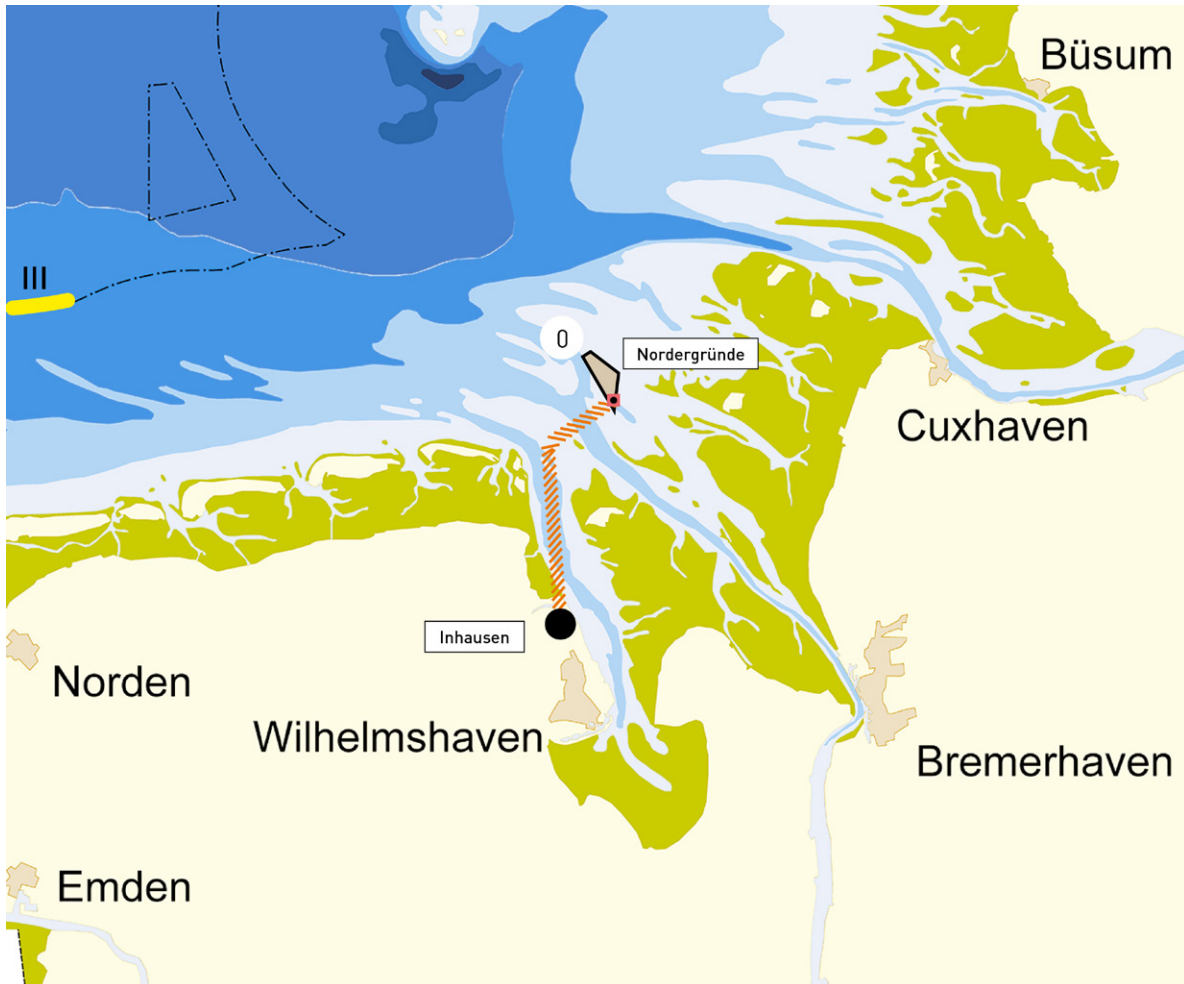 Büsum
III
0
Nordergründe
Cuxhaven
Inhausen
Norden
Wilhelmshaven
Bremerhaven
Emden